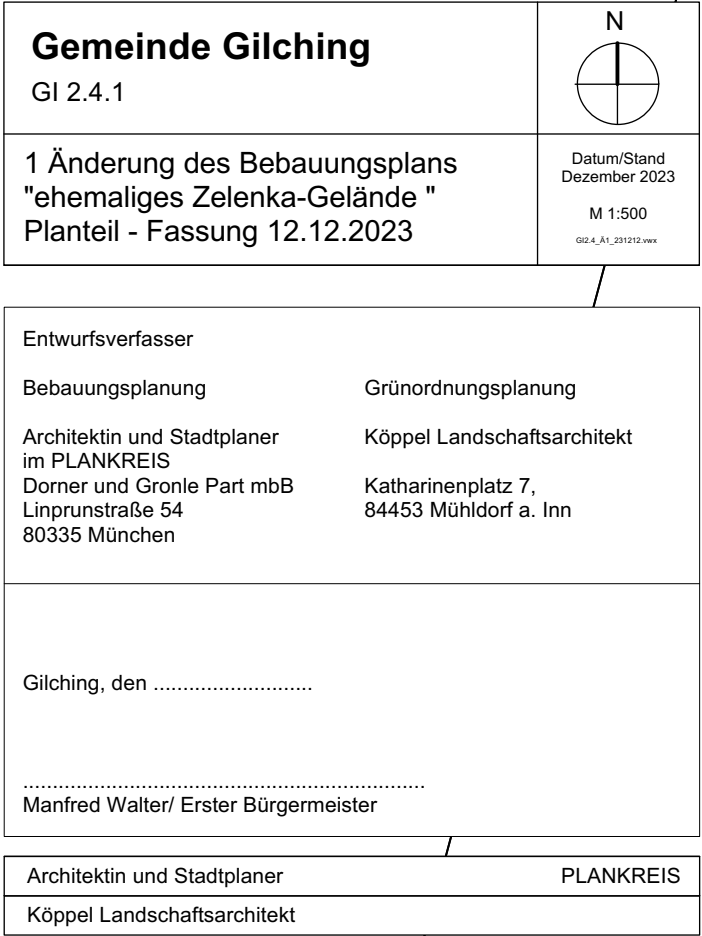 Gemeinde Gilching
GI 2.4.1
N
1 Änderung des Bebauungsplans
"ehemaliges Zelenka-Gelände "
Planteil - Fassung 12.12.2023
Datum/Stand
Dezember 2023
M 1:500
GI2.4_Ä1_231212.vwx
Entwurfsverfasser
Bebauungsplanung
Architektin und Stadtplaner
im PLANKREIS
Dorner und Gronle Part mbB
Linprunstraße 54
80335 München
Grünordnungsplanung
Köppel Landschaftsarchitekt
Katharinenplatz 7,
84453 Mühldorf a. Inn
Gilching, den ...........................
....................................................................
Manfred Walter/ Erster Bürgermeister
Architektin und Stadtplaner PLANKREIS
Köppel Landschaftsarchitekt